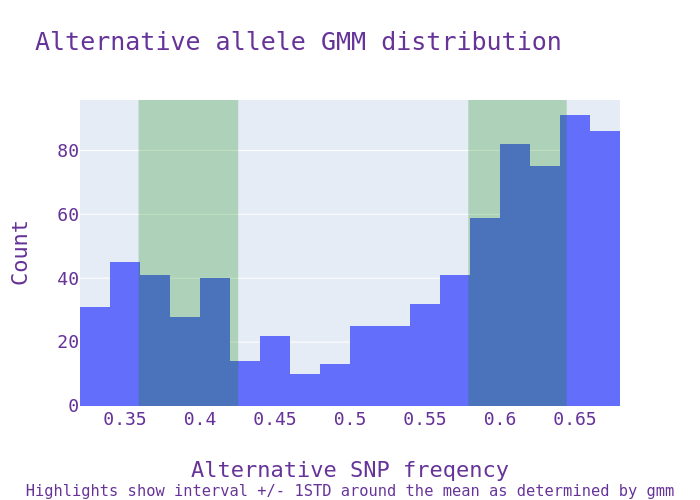 Alternative allele GMM distribution
80
60
40
20
0
Count
0.35 0.4 0.45 0.5 0.55 0.6 0.65
Alternative SNP freqency
Highlights show interval +/- 1STD around the mean as determined by gmm